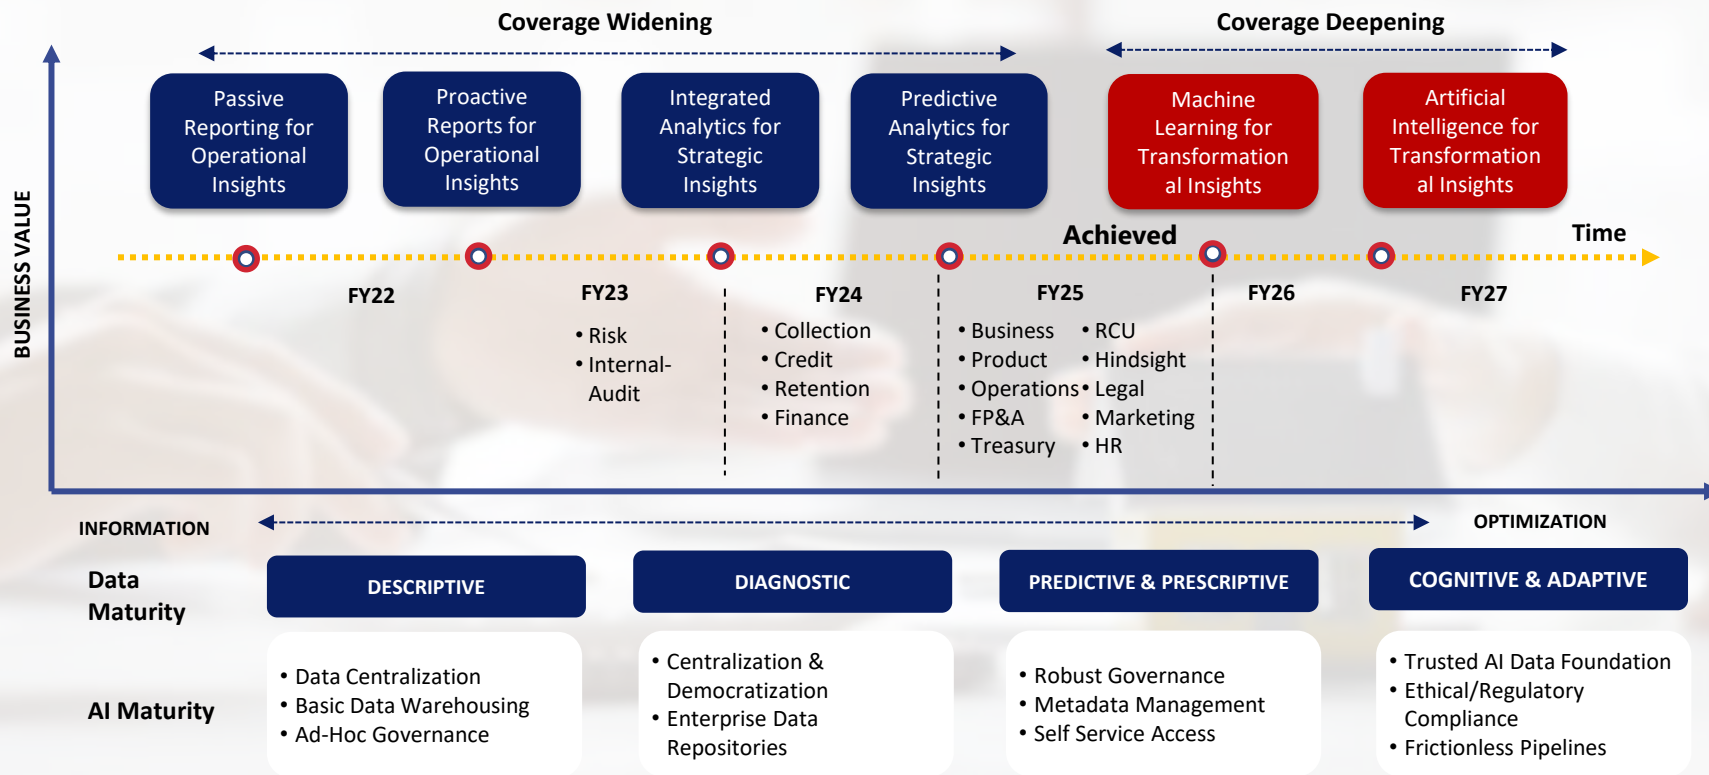 Coverage Widening
Coverage Deepening
Passive
Reporting for
Operational
Insights
Proactive
Reports for
Operational
Insights
Integrated
Analytics for
Strategic
Insights
Predictive
Analytics for
Strategic
Insights
Machine
Learning for
Transformation
al Insights
Artificial
Intelligence for
Transformation
al Insights
BUSINESS VALUE
Achieved
Time
FY22
FY23
FY24
FY25
FY26
FY27
• Risk
• Internal-
Audit
• Collection
• Credit
• Retention
• Finance
• Business
• Product
• Operations
• FP&A
• Treasury
• RCU
• Hindsight
• Legal
• Marketing
• HR
INFORMATION
OPTIMIZATION
Data
Maturity
DESCRIPTIVE
DIAGNOSTIC
PREDICTIVE & PRESCRIPTIVE
COGNITIVE & ADAPTIVE
AI Maturity
• Data Centralization
• Basic Data Warehousing
• Ad-Hoc Governance
• Centralization &
Democratization
• Enterprise Data
Repositories
• Robust Governance
• Metadata Management
• Self Service Access
• Trusted AI Data Foundation
• Ethical/Regulatory
Compliance
• Frictionless Pipelines